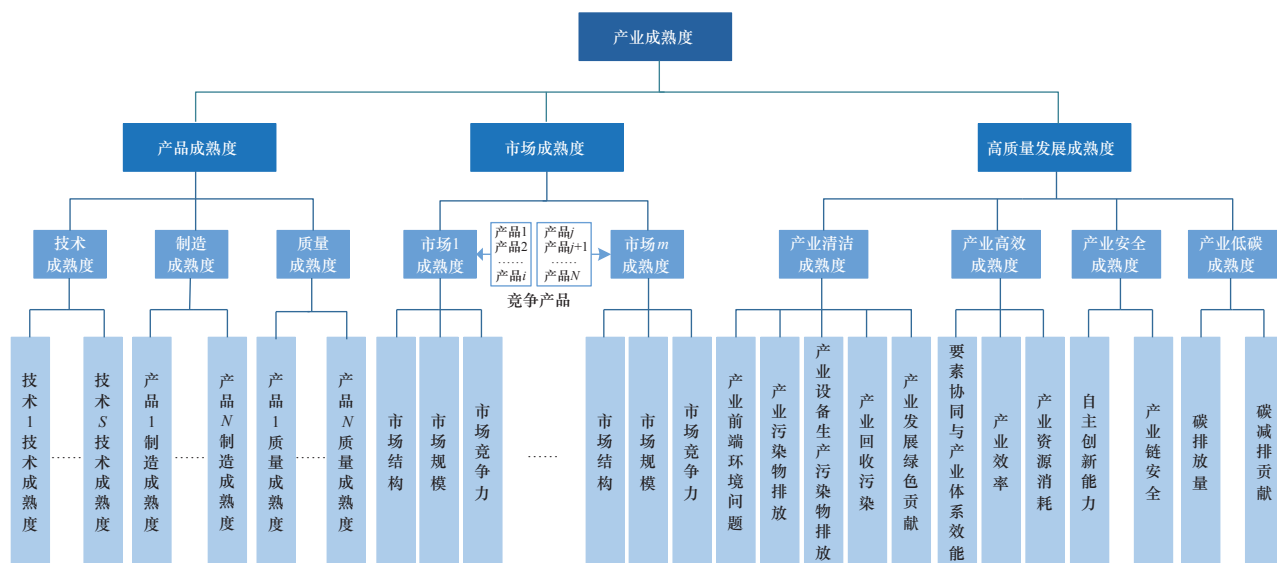 产业成熟度
产品成熟度
市场成熟度
高质量发展成熟度
技术
成熟度
制造
成熟度
质量
成熟度
市场1
成熟度
产品1
产品2
……
产品i
产品j
产品j+1
……
产品N
竞争产品
市场m
成熟度
产业清洁
成熟度
产业高效
成熟度
产业安全
成熟度
产业低碳
成熟度
技术1技术成熟度
……
技术S技术成熟度
产品1制造成熟度
……
产品N制造成熟度
产品1质量成熟度
……
产品N质量成熟度
市场结构
市场规模
市场竞争力
……
市场结构
市场规模
市场竞争力
产业前端环境问题
产业污染物排放
产业设备生产污染物排放
产业回收污染
产业发展绿色贡献
要素协同与产业体系效能
产业效率
产业资源消耗
自主创新能力
产业链安全
碳排放量
碳减排贡献